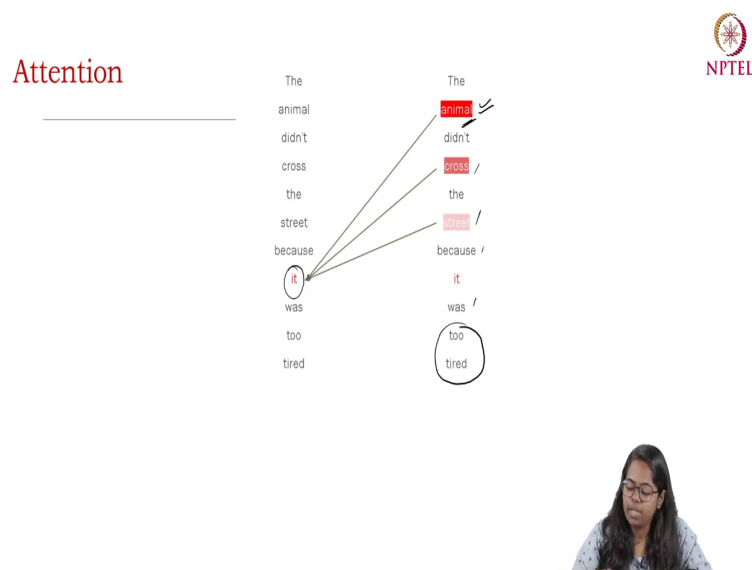 Attention
NPTEL
The
animal
didn't
cross
the
street
because
it
was
too
tired
The
animal
didn't
cross
the
street
because
it
was
too
tired